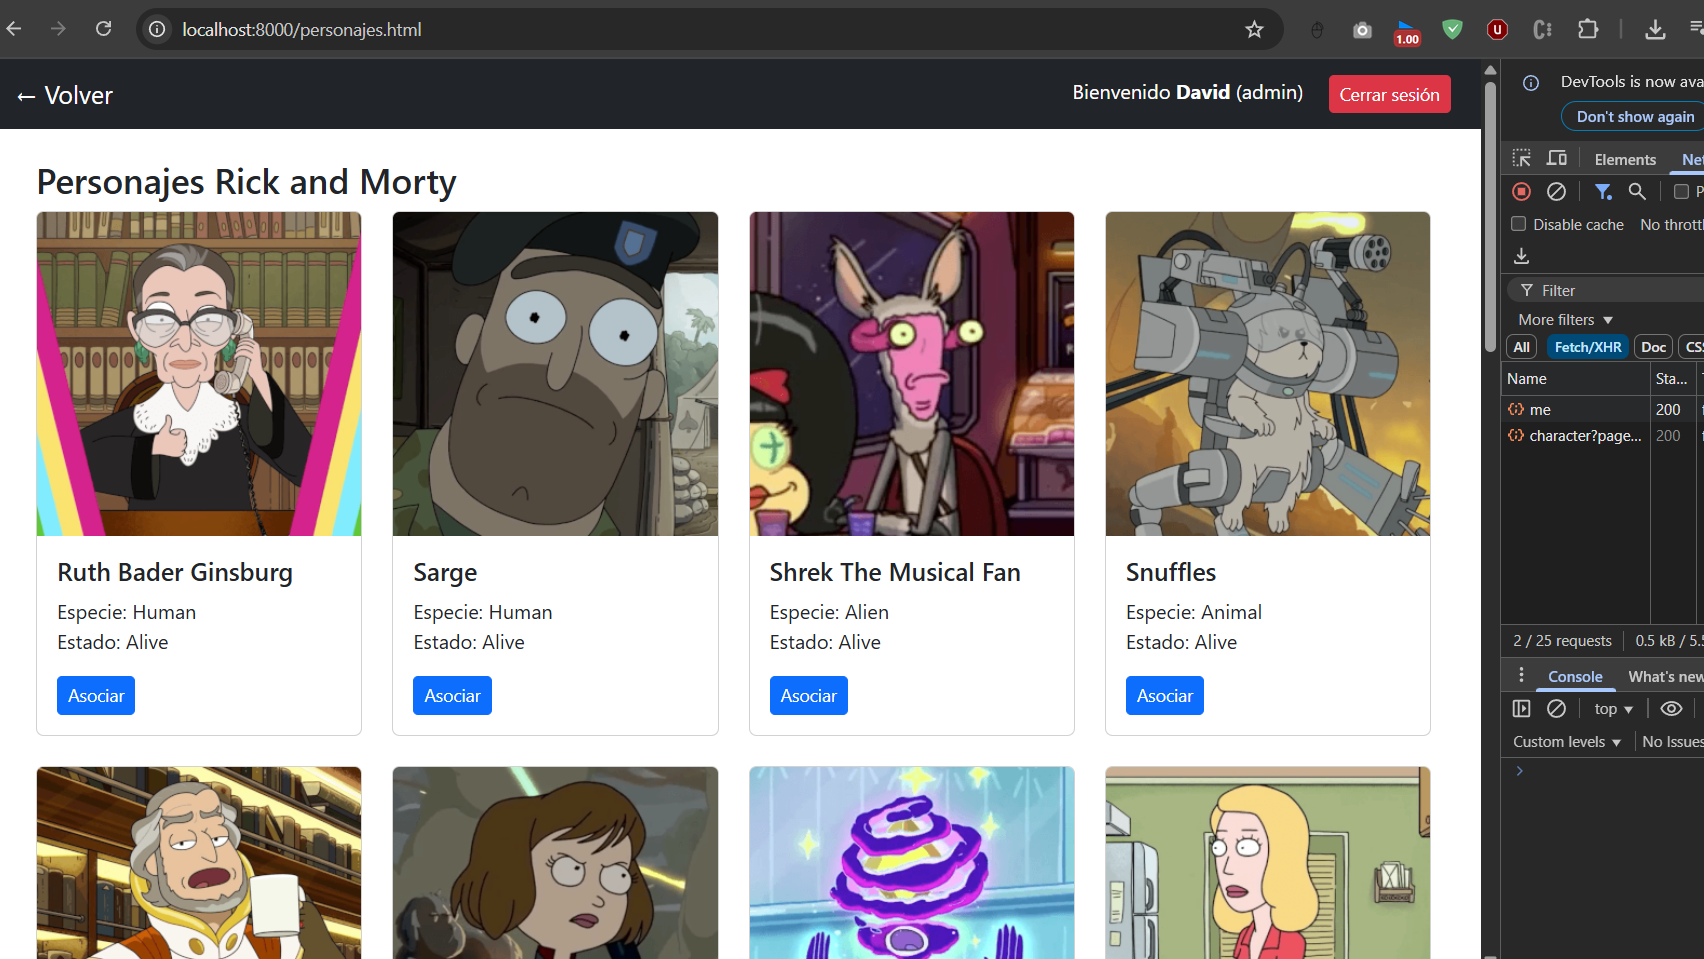 localhost:8000/personajes.html
1.00
← Volver
Bienvenido David (admin)
Cerrar sesión
Personajes Rick and Morty
Ruth Bader Ginsburg
Especie: Human
Estado: Alive
Asociar
Sarge
Especie: Human
Estado: Alive
Asociar
Shrek The Musical Fan
Especie: Alien
Estado: Alive
Asociar
Snuffles
Especie: Animal
Estado: Alive
Asociar
DevTools is now ava
Don't show again
Elements
Net
P
Disable cache
No thrott
Filter
More filters
All
Fetch/XHR
Doc
CSS
Name
Sta...
me
200
character?page...
200
2 / 25 requests
0.5 kB / 5.5
Console
What's new
top
Custom levels
No Issues